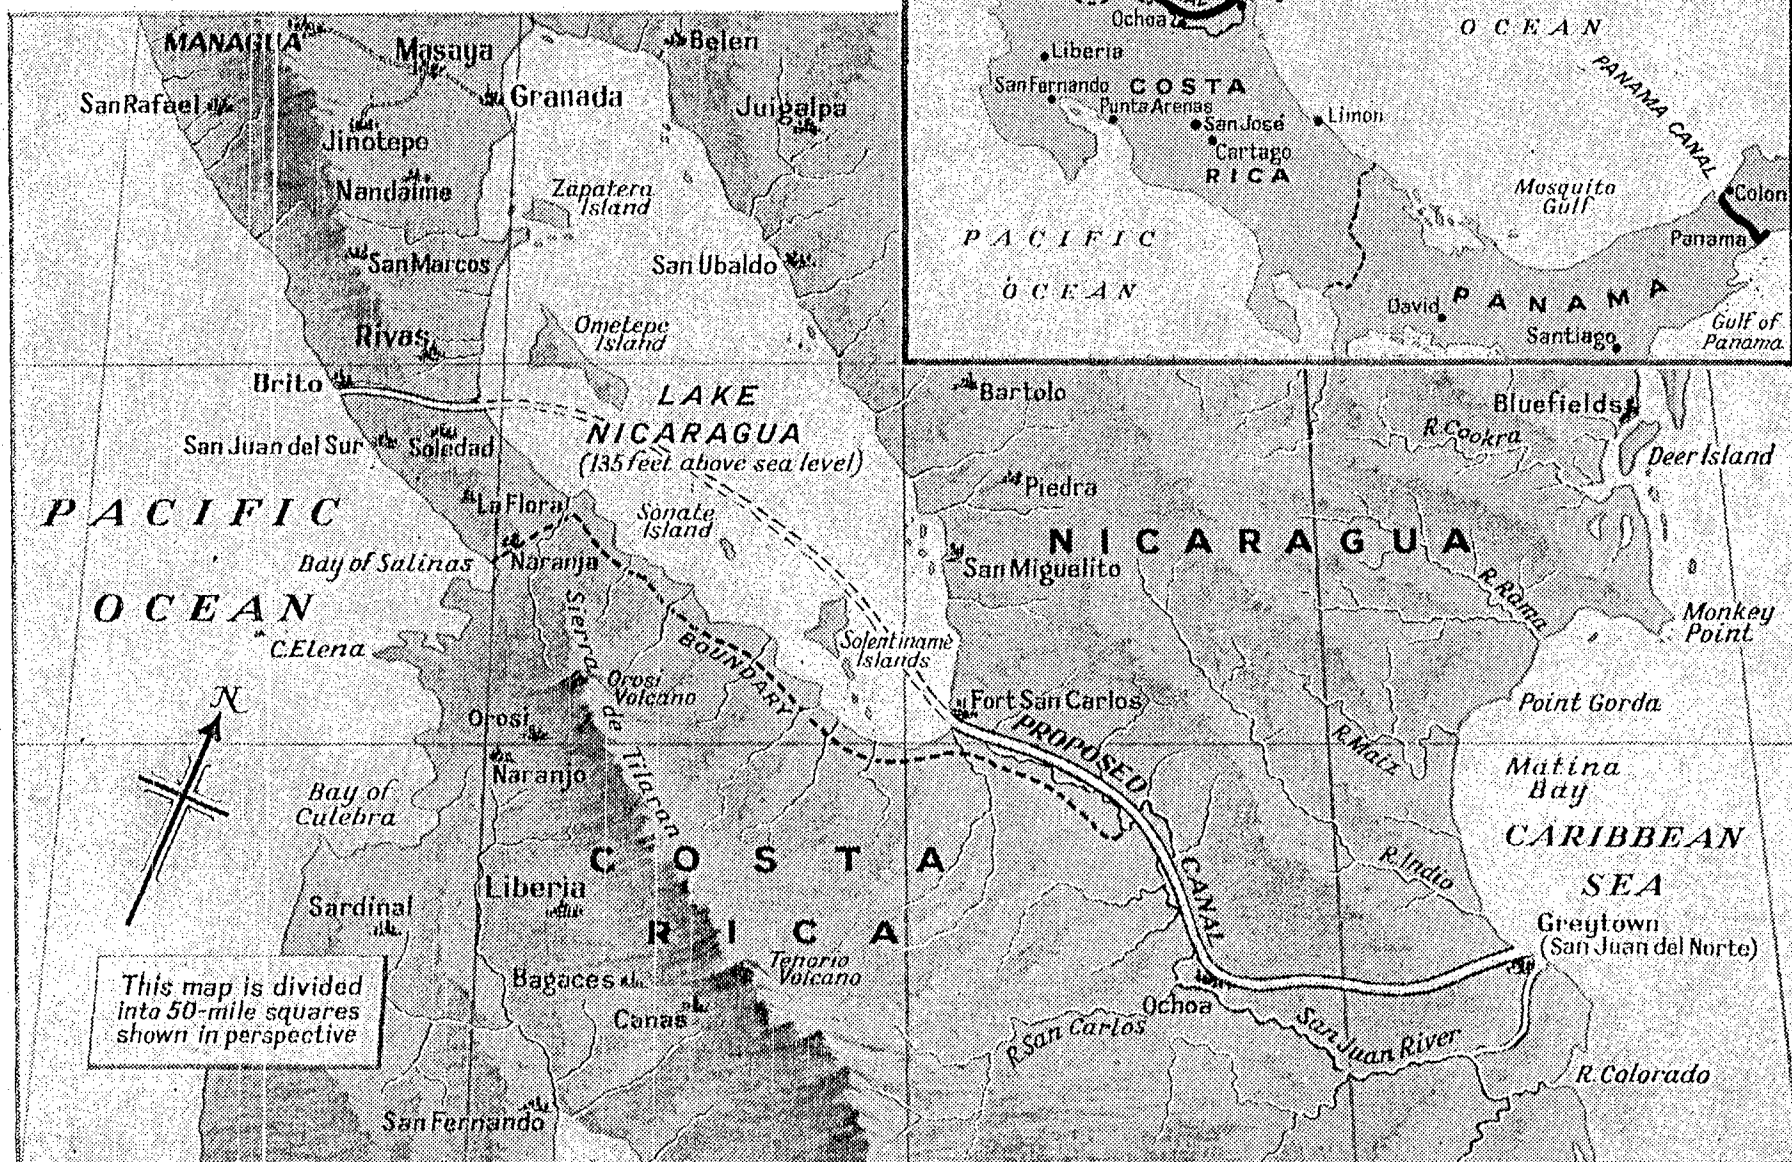 MANAGUA
Masaya
Belen
San Rafael
Granada
Juigalpa
Jinotepe
Nandaime
Zapatera
Island
San Marcos
San Ubaldo
Rivas
Ometepe
Island
Brito
LAKE
NICARAGUA
(135 feet above sea level)
San Juan del Sur
Soledad
La Flora
Sonate
Island
PACIFIC
OCEAN
Bay of Salinas
Naranja
C. Elena
Sierra de Tilaran
BOUNDARY
Solentiname
Islands
Orosi
Volcano
Orosi
Naranjo
Bay of
Culebra
N
Fort San Carlos
PROPOSED CANAL
COSTA
RICA
Liberia
Sardinal
Bagaces
Tenorio
Volcano
Canas
San Fernando
This map is divided
into 50-mile squares
shown in perspective
Ochoa
R. San Carlos
San Juan River
R. Colorado
Greytown
(San Juan del Norte)
CARIBBEAN
SEA
Matina
Bay
Point Gorda
Monkey
Point
Deer Island
Bluefields
R. Cookra
R. Rama
R. Maiz
R. Indio
NICARAGUA
Bartolo
Piedra
San Miguelito
Ochoa
OCEAN
Liberia
San Fernando
COSTA
Punta Arenas
San José
Limon
Cartago
RICA
PANAMA CANAL
Mosquito
Gulf
Colon
Panama
PACIFIC
OCEAN
David
PANAMA
Santiago
Gulf of
Panama